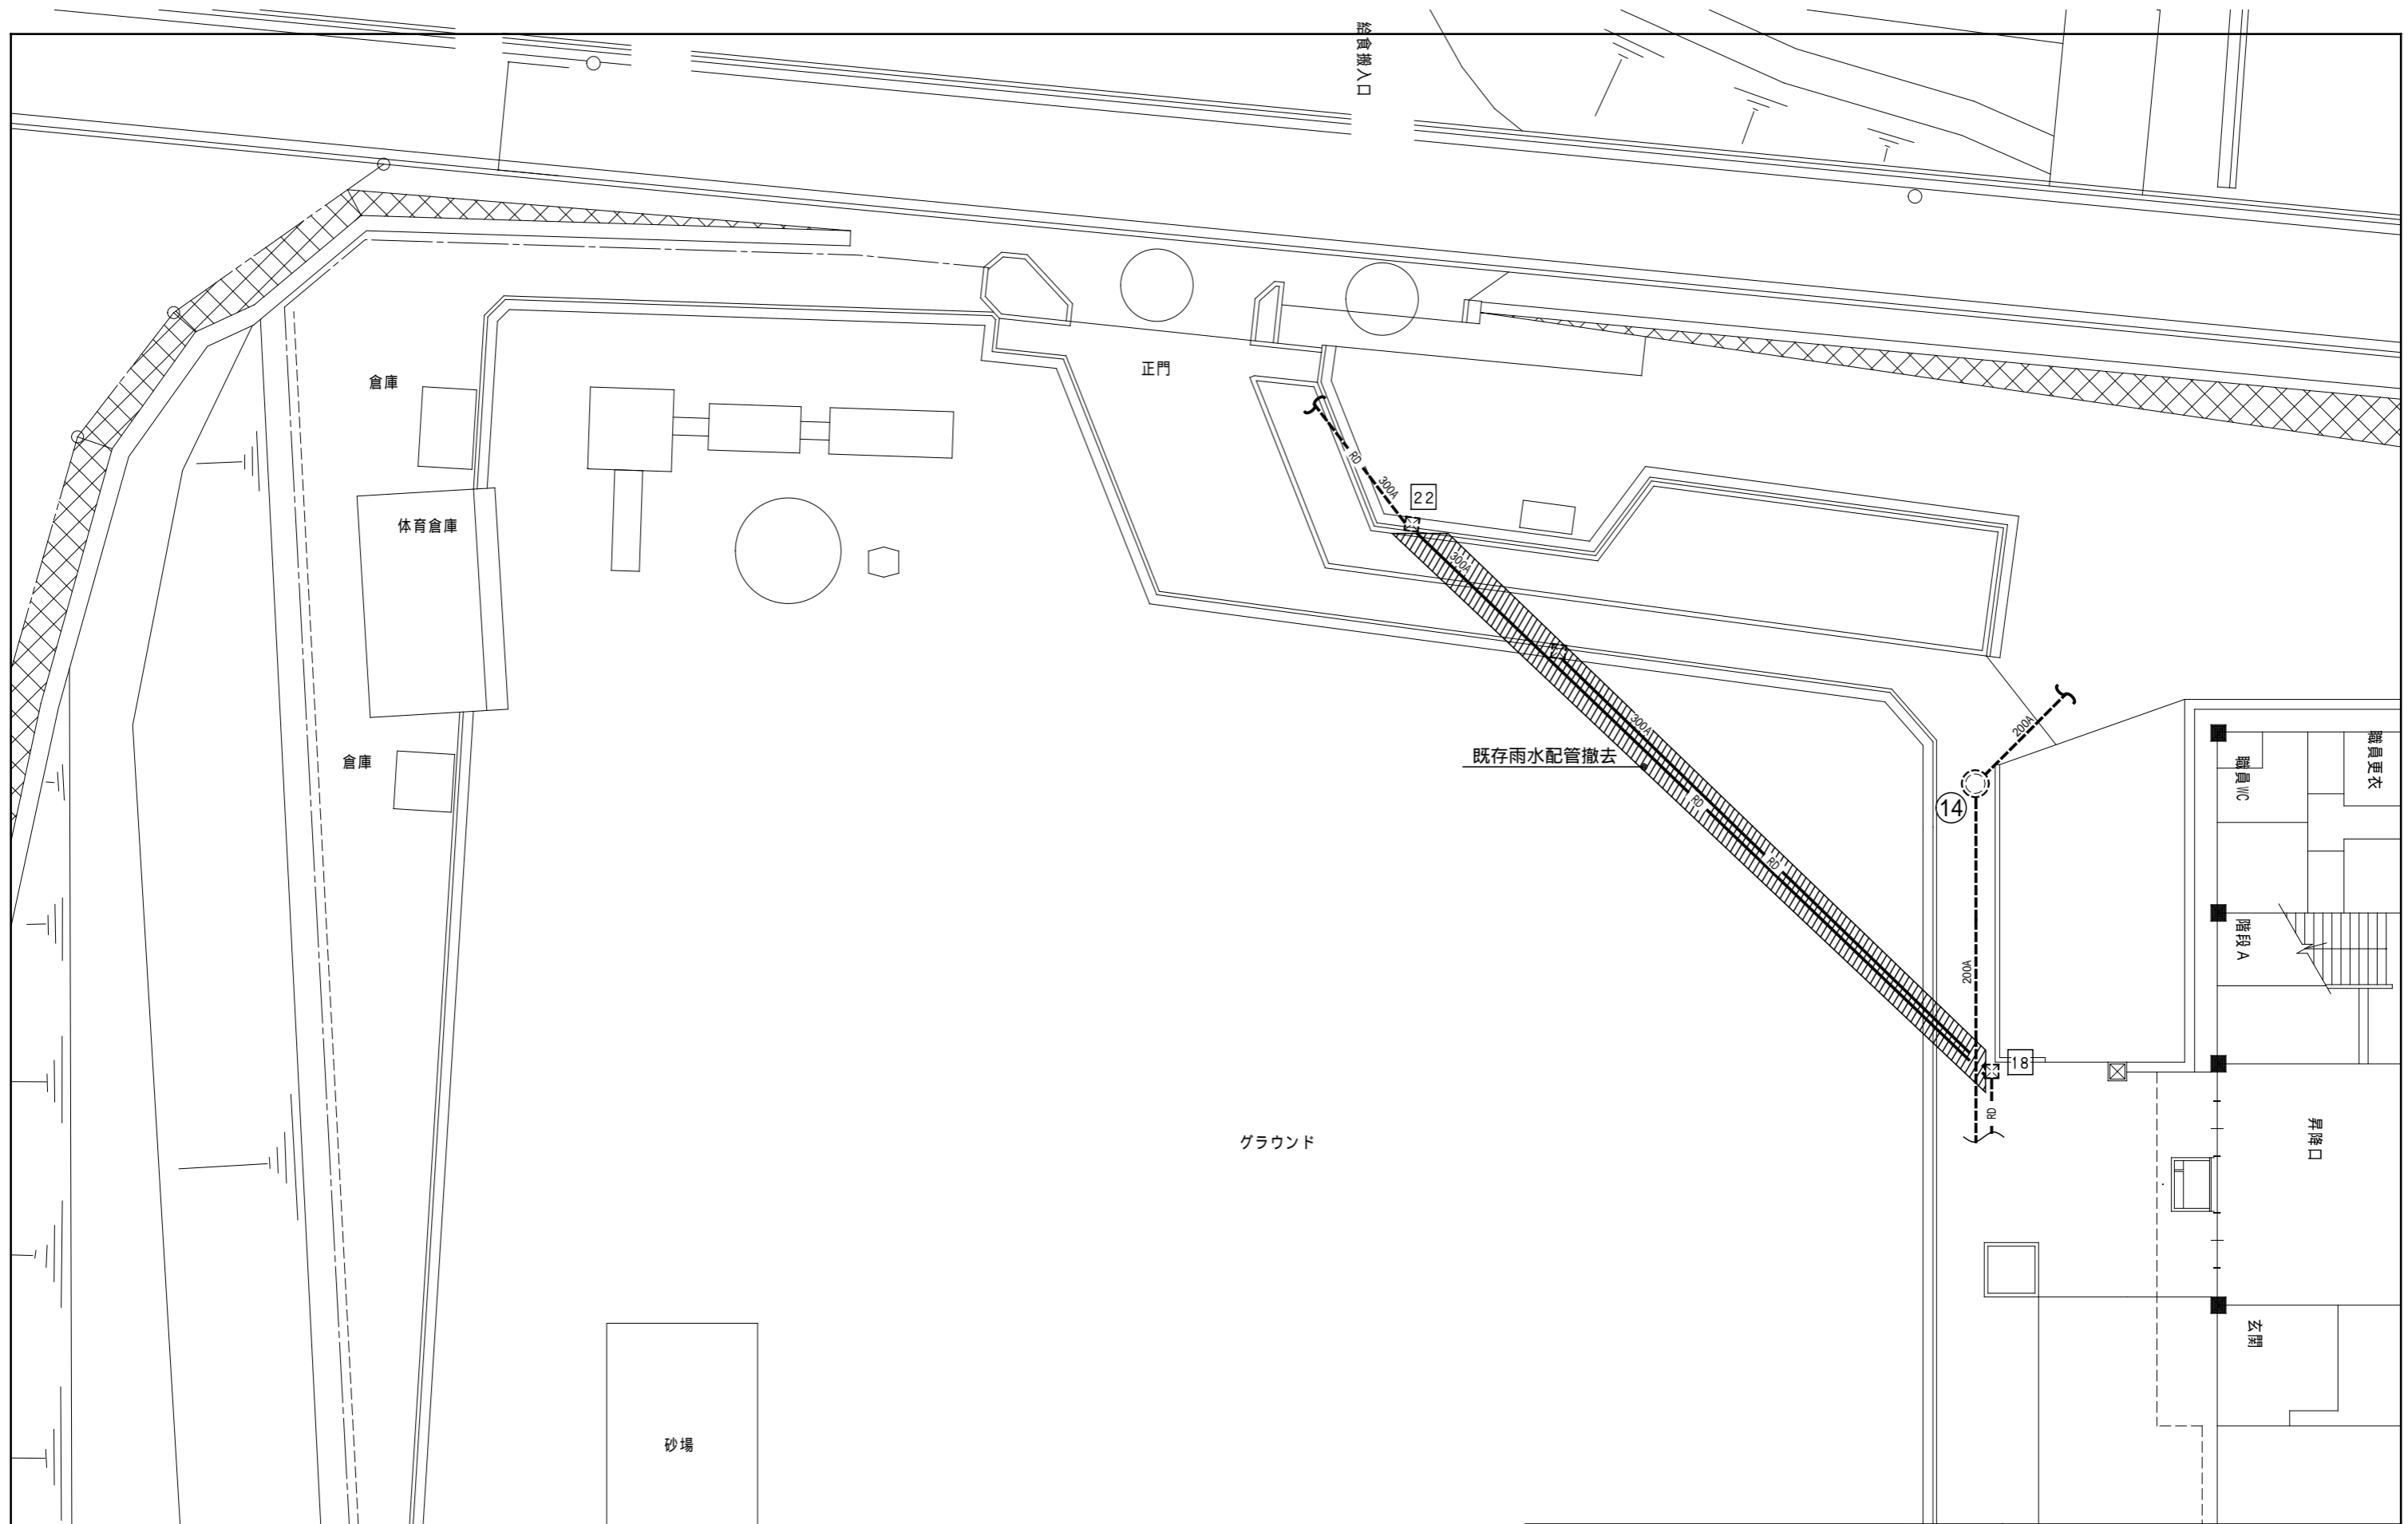 給食搬入口
正門
倉庫
体育倉庫
RD
300A
22
300A
倉庫
既存雨水配管撤去
300A
RD
RD
200A
14
200A
職員WC
職員更衣
階段A
18
RD
グラウンド
昇降口
玄関
砂場